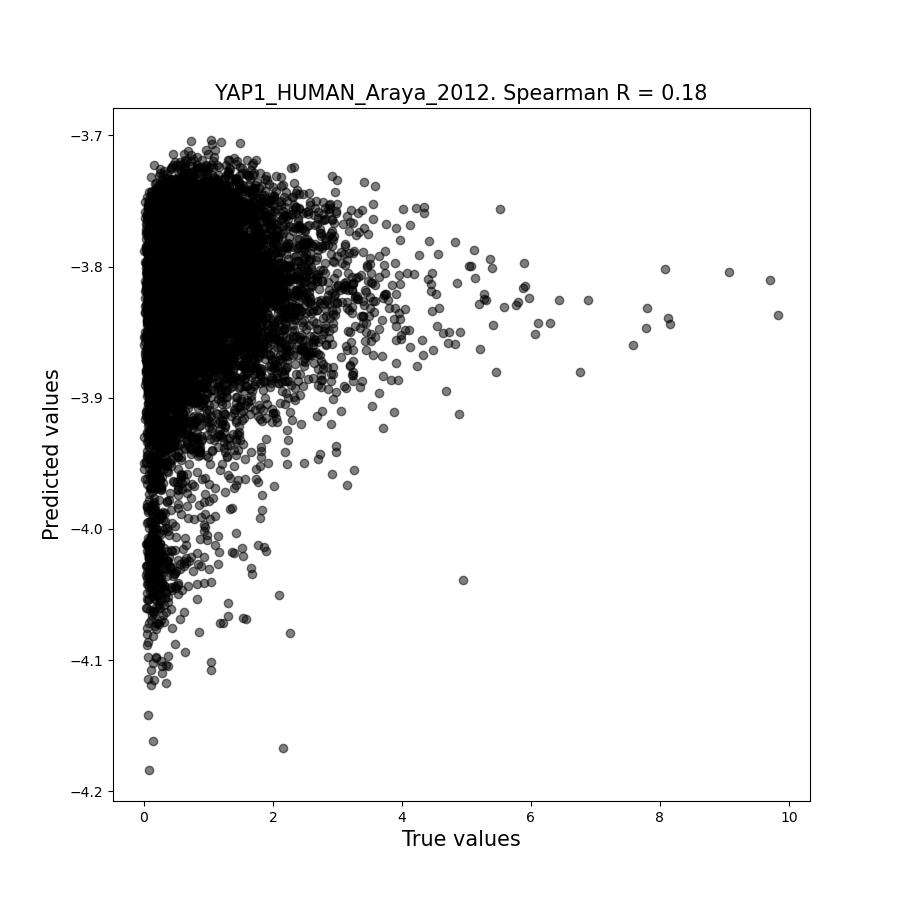 YAP1_HUMAN_Araya_2012. Spearman R = 0.18
−3.7
−3.8
−3.9
−4.0
−4.1
−4.2
Predicted values
0 2 4 6 8 10
True values